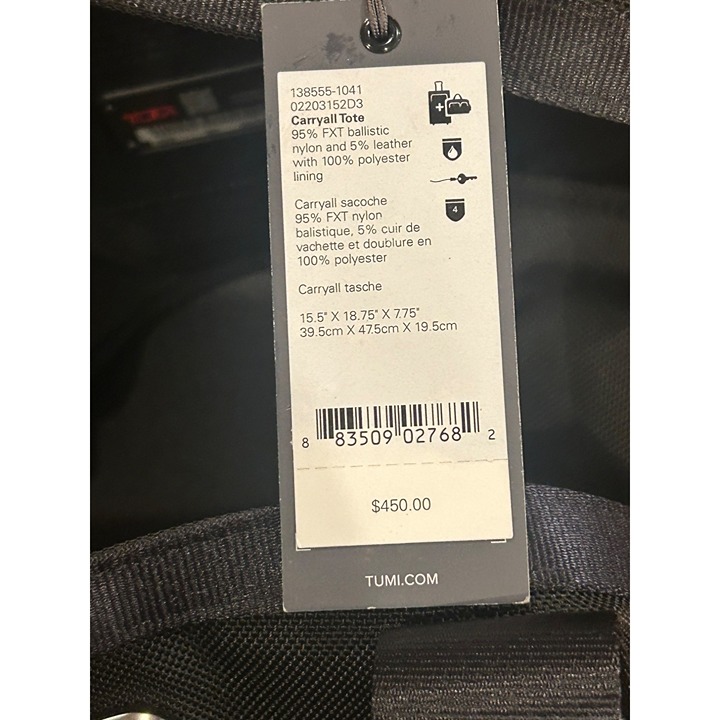 138555-1041
02203152D3
Carryall Tote
95% FXT ballistic
nylon and 5% leather
with 100% polyester
lining
Carryall sacoche
95% FXT nylon
balistique, 5% cuir de
vachette et doublure en
100% polyester
Carryall tasche
15.5" X 18.75" X 7.75"
39.5cm X 47.5cm X 19.5cm
4
8 83509 02768 2
$450.00
TUMI.COM
TUMI